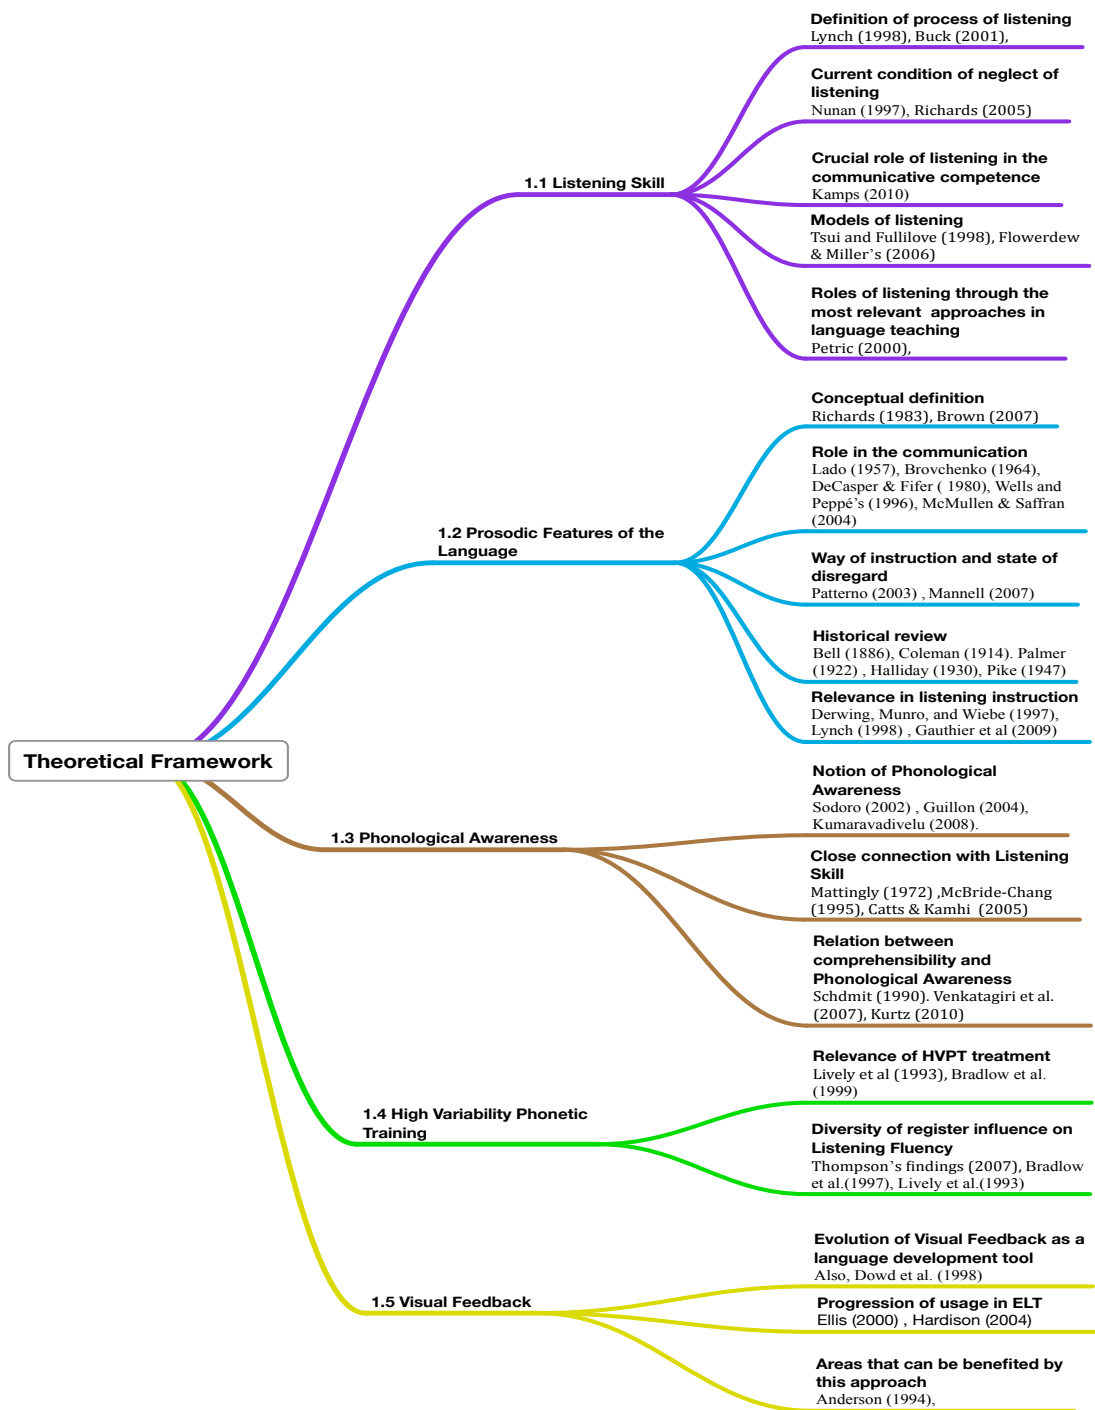 Theoretical Framework
1.1 Listening Skill
Definition of process of listening
Lynch (1998), Buck (2001),
Current condition of neglect of
listening
Nunan (1997), Richards (2005)
Crucial role of listening in the
communicative competence
Kamps (2010)
Models of listening
Tsui and Fullilove (1998), Flowerdew
& Miller's (2006)
Roles of listening through the
most relevant approaches in
language teaching
Petric (2000),
1.2 Prosodic Features of the
Language
Conceptual definition
Richards (1983), Brown (2007)
Role in the communication
Lado (1957), Brovchenko (1964),
DeCasper & Fifer ( 1980), Wells and
Peppé's (1996), McMullen & Saffran
(2004)
Way of instruction and state of
disregard
Patterno (2003) , Mannell (2007)
Historical review
Bell (1886), Coleman (1914). Palmer
(1922) , Halliday (1930), Pike (1947)
Relevance in listening instruction
Derwing, Munro, and Wiebe (1997),
Lynch (1998) , Gauthier et al (2009)
1.3 Phonological Awareness
Notion of Phonological
Awareness
Sodoro (2002) , Guillon (2004),
Kumaravadivelu (2008).
Close connection with Listening
Skill
Mattingly (1972) ,McBride-Chang
(1995), Catts & Kamhi (2005)
Relation between
comprehensibility and
Phonological Awareness
Schdmit (1990). Venkatagiri et al.
(2007), Kurtz (2010)
1.4 High Variability Phonetic
Training
Relevance of HVPT treatment
Lively et al (1993), Bradlow et al.
(1999)
Diversity of register influence on
Listening Fluency
Thompson's findings (2007), Bradlow
et al.(1997), Lively et al.(1993)
1.5 Visual Feedback
Evolution of Visual Feedback as a
language development tool
Also, Dowd et al. (1998)
Progression of usage in ELT
Ellis (2000) , Hardison (2004)
Areas that can be benefited by
this approach
Anderson (1994),